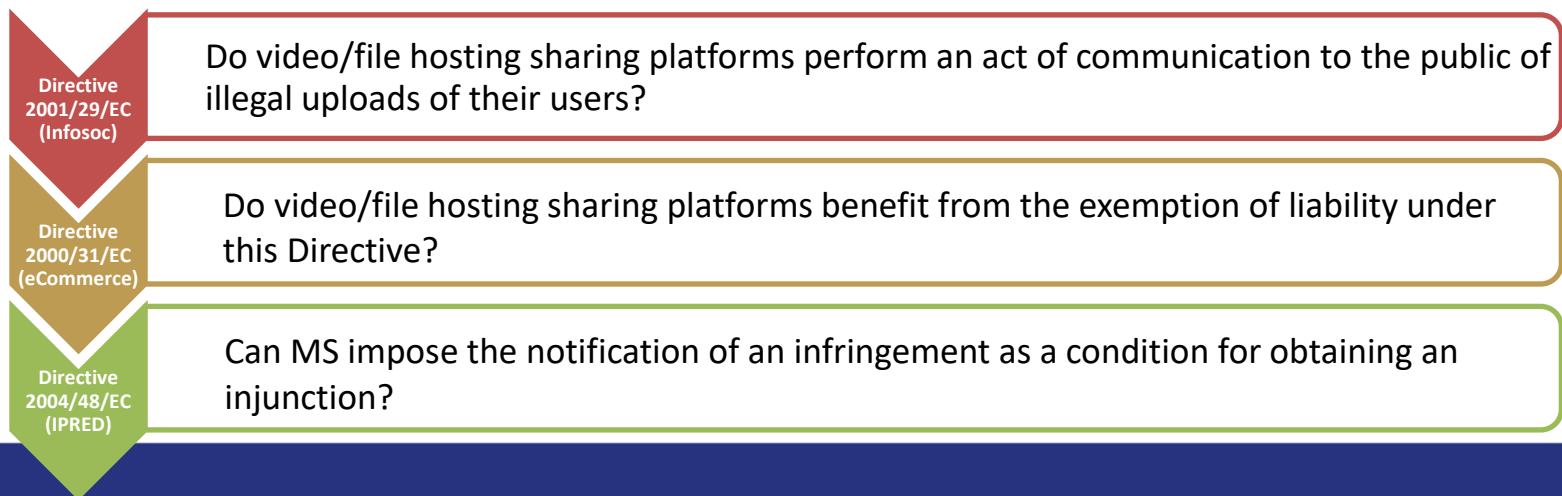 Directive
2001/29/EC
(Infosoc)
Do video/file hosting sharing platforms perform an act of communication to the public of
illegal uploads of their users?
Directive
2000/31/EC
(eCommerce)
Do video/file hosting sharing platforms benefit from the exemption of liability under
this Directive?
Directive
2004/48/EC
(IPRED)
Can MS impose the notification of an infringement as a condition for obtaining an
injunction?